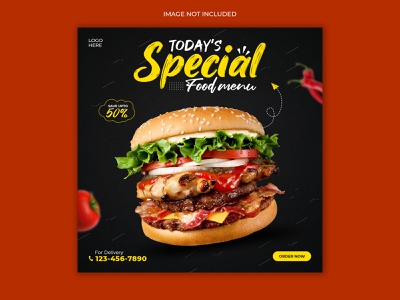 IMAGE NOT INCLUDED
LOGO
HERE
TODAY'S
Special
Food menu
SAVE UPTO
50%
For Delivery
123-456-7890
ORDER NOW